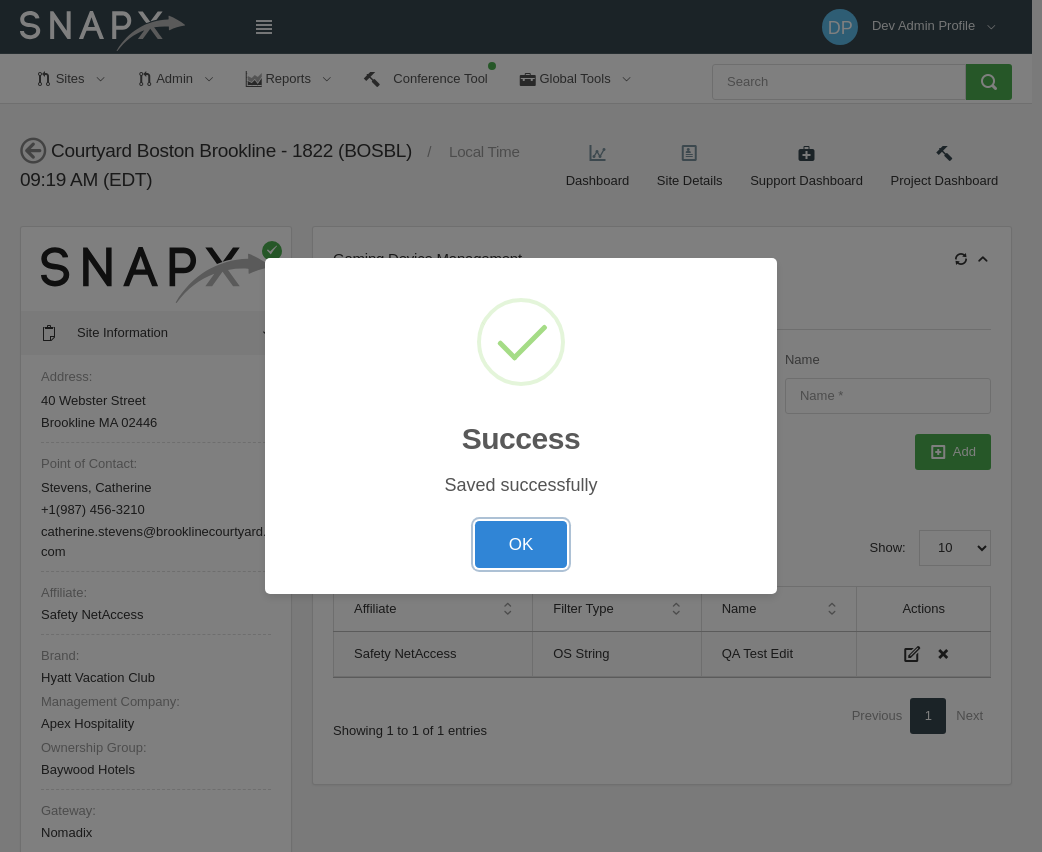 SNAPX
DP
Dev Admin Profile
Sites
Admin
Reports
Conference Tool
Global Tools
Search
Courtyard Boston Brookline - 1822 (BOSBL) / Local Time
09:19 AM (EDT)
Dashboard
Site Details
Support Dashboard
Project Dashboard
SNAPX
Site Information
Address:
40 Webster Street
Brookline MA 02446
Point of Contact:
Stevens, Catherine
+1(987) 456-3210
catherine.stevens@brooklinecourtyard.
com
Affiliate:
Safety NetAccess
Brand:
Hyatt Vacation Club
Management Company:
Apex Hospitality
Ownership Group:
Baywood Hotels
Gateway:
Nomadix
Gaming Device Management
Name
Name *
Add
Success
Saved successfully
OK
Show: 10
Affiliate Filter Type Name Actions
Safety NetAccess OS String QA Test Edit
Showing 1 to 1 of 1 entries
Previous 1 Next